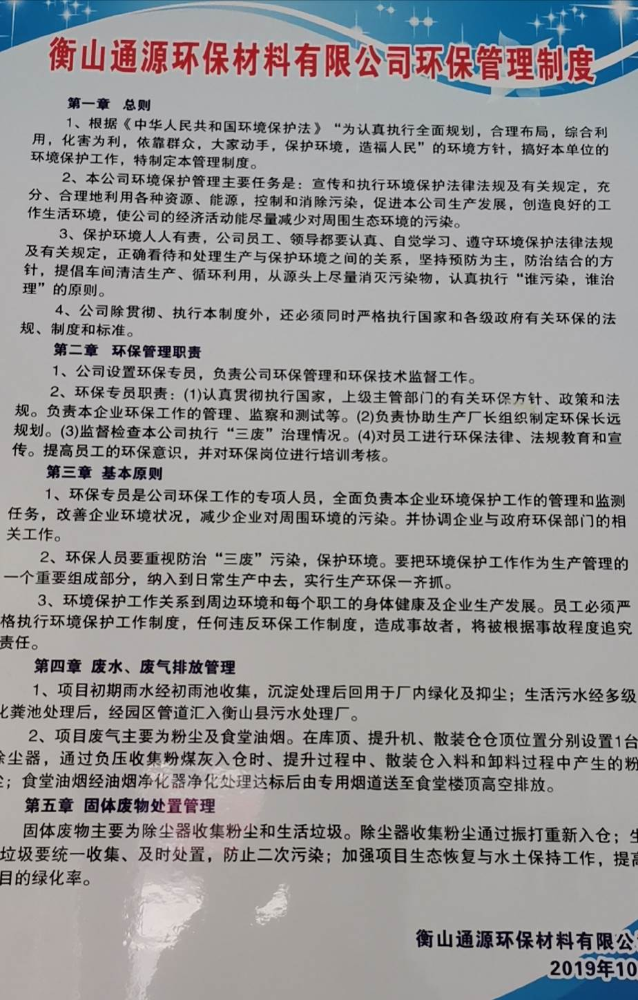 衡山通源环保材料有限公司环保管理制度
第一章 总则
1、根据《中华人民共和国环境保护法》“为认真执行全面规划，合理布局，综合利
用，化害为利，依靠群众，大家动手，保护环境，造福人民”的环境方针，搞好本单位的
环境保护工作，特制定本管理制度。
2、本公司环境保护管理主要任务是：宣传和执行环境保护法律法规及有关规定，充
分、合理地利用各种资源、能源，控制和消除污染，促进本公司生产发展，创造良好的工
作生活环境，使公司的经济活动能尽量减少对周围生态环境的污染。
3、保护环境人人有责，公司员工、领导都要认真、自觉学习、遵守环境保护法律法规
及有关规定，正确看待和处理生产与保护环境之间的关系，坚持预防为主，防治结合的方
针，提倡车间清洁生产、循环利用，从源头上尽量消灭污染物，认真执行“谁污染，谁治
理”的原则。
4、公司除贯彻、执行本制度外，还必须同时严格执行国家和各级政府有关环保的法
规、制度和标准。
第二章 环保管理职责
1、公司设置环保专员，负责公司环保管理和环保技术监督工作。
2、环保专员职责：(1)认真贯彻执行国家，上级主管部门的有关环保方针、政策和法
规。负责本企业环保工作的管理、监察和测试等。(2)负责协助生产厂长组织制定环保长远
规划。(3)监督检查本公司执行“三废”治理情况。(4)对员工进行环保法律、法规教育和宣
传。提高员工的环保意识，并对环保岗位进行培训考核。
第三章 基本原则
1、环保专员是公司环保工作的专项人员，全面负责本企业环境保护工作的管理和监测
任务，改善企业环境状况，减少企业对周围环境的污染。并协调企业与政府环保部门的相
关工作。
2、环保人员要重视防治“三废”污染，保护环境。要把环境保护工作作为生产管理的
一个重要组成部分，纳入到日常生产中去，实行生产环保一齐抓。
3、环境保护工作关系到周边环境和每个职工的身体健康及企业生产发展。员工必须严
格执行环境保护工作制度，任何违反环保工作制度，造成事故者，将被根据事故程度追究
责任。
第四章 废水、废气排放管理
1、项目初期雨水经初雨池收集，沉淀处理后回用于厂内绿化及抑尘；生活污水经多级
化粪池处理后，经园区管道汇入衡山县污水处理厂。
2、项目废气主要为粉尘及食堂油烟。在库顶、提升机、散装仓仓顶位置分别设置1台
除尘器，通过负压收集粉煤灰入仓时、提升过程中、散装仓入料和卸料过程中产生的粉
尘；食堂油烟经油烟净化器净化处理达标后由专用烟道送至食堂楼顶高空排放。
第五章 固体废物处置管理
固体废物主要为除尘器收集粉尘和生活垃圾。除尘器收集粉尘通过振打重新入仓；生
垃圾要统一收集、及时处置，防止二次污染；加强项目生态恢复与水土保持工作，提高
目的绿化率。
衡山通源环保材料有限公
2019年10